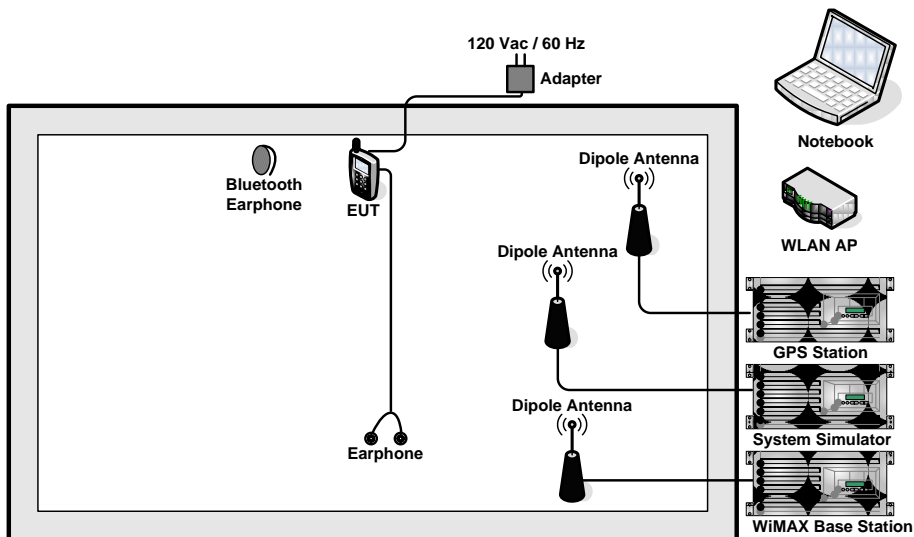 120 Vac / 60 Hz
Adapter
Notebook
Bluetooth
Earphone
EUT
Dipole Antenna
WLAN AP
Dipole Antenna
GPS Station
Dipole Antenna
System Simulator
Earphone
WiMAX Base Station